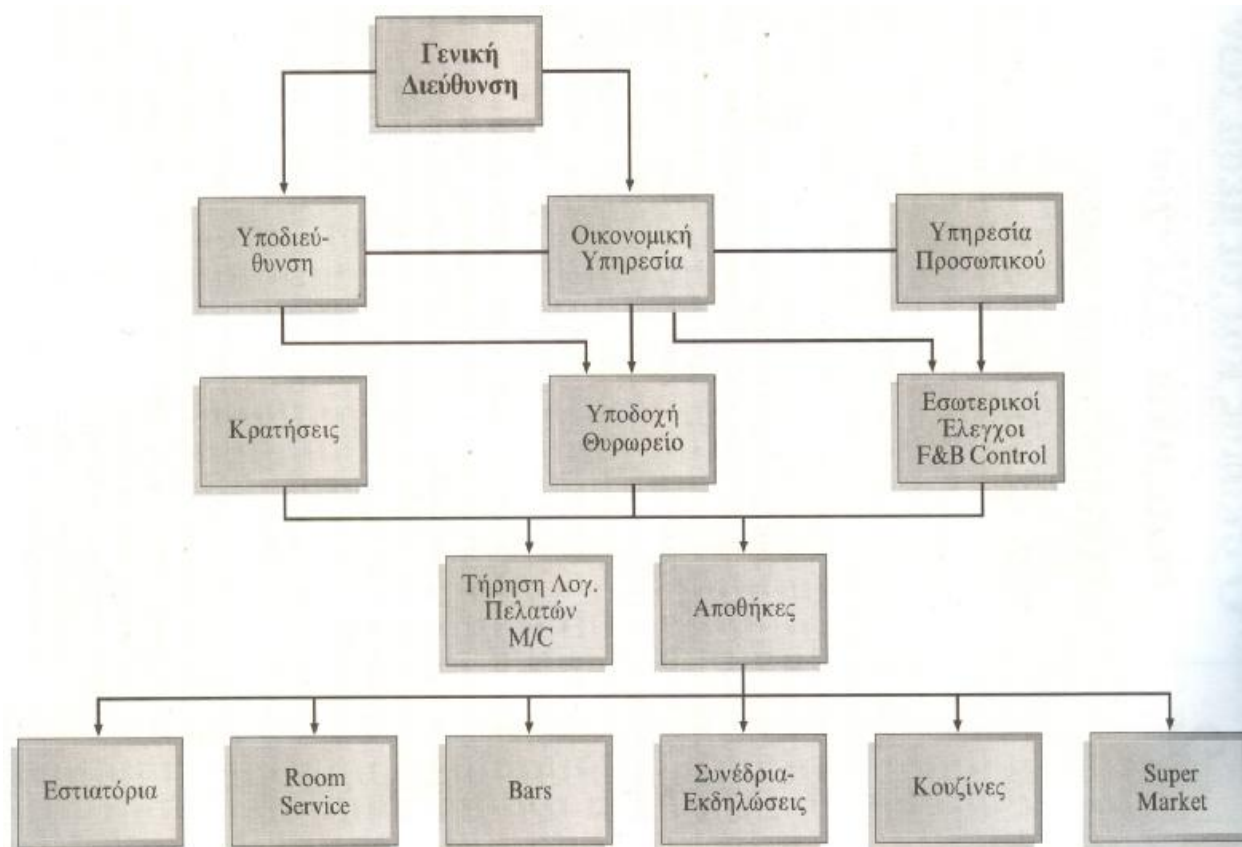 Γενική
Διεύθυνση
Υποδιεύ-
θυνση
Οικονομική
Υπηρεσία
Υπηρεσία
Προσωπικού
Κρατήσεις
Υποδοχή
Θυρωρείο
Εσωτερικοί
Έλεγχοι
F&B Control
Τήρηση Λογ.
Πελατών
M/C
Αποθήκες
Εστιατόρια
Room
Service
Bars
Συνέδρια-
Εκδηλώσεις
Κουζίνες
Super
Market